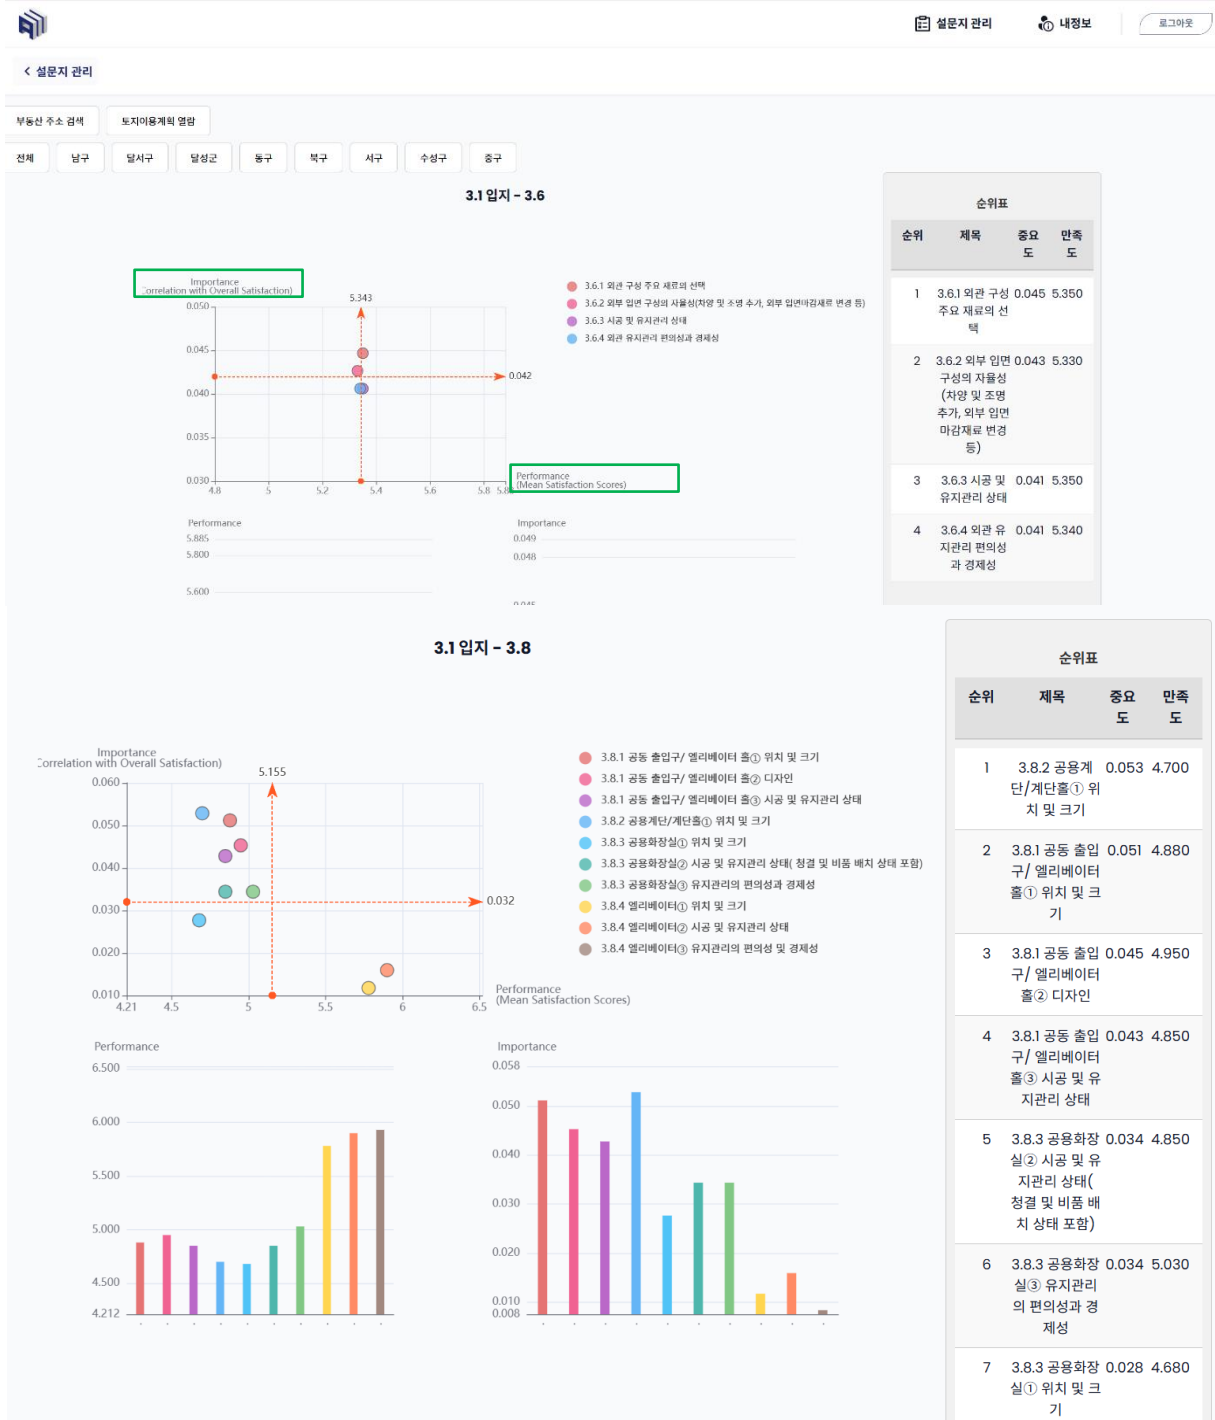 설문지 관리
내정보
로그아웃
< 설문지 관리
부동산 주소 검색
토지이용계획 열람
전체
남구
달서구
달성군
동구
북구
서구
수성구
중구
3.1 입지 - 3.6
Importance
Correlation with Overall Satisfaction)
5.343
0.050
0.045
0.042
0.040
0.035
0.030
4.8
5
5.2
5.4
5.6
5.8
Performance
(Mean Satisfaction Scores)
3.6.1 외관 구성 주요 재료의 선택
3.6.2 외부 입면 구성의 자율성(차양 및 조명 추가, 외부 입면마감재료 변경 등)
3.6.3 시공 및 유지관리 상태
3.6.4 외관 유지관리 편의성과 경제성
Performance
5.885
5.800
5.600
Importance
0.049
0.048
순위표
순위 제목 중요
도 만족
도
1 3.6.1 외관 구성 0.045 5.350
주요 재료의 선
택
2 3.6.2 외부 입면 0.043 5.330
구성의 자율성
(차양 및 조명
추가, 외부 입면
마감재료 변경
등)
3 3.6.3 시공 및 0.041 5.350
유지관리 상태
4 3.6.4 외관 유 0.041 5.340
지관리 편의성
과 경제성
3.1 입지 - 3.8
Importance
Correlation with Overall Satisfaction)
5.155
0.060
0.050
0.040
0.032
0.030
0.020
0.010
4.21
4.5
5
5.5
6
6.5
Performance
(Mean Satisfaction Scores)
3.8.1 공동 출입구/ 엘리베이터 홀① 위치 및 크기
3.8.1 공동 출입구/ 엘리베이터 홀② 디자인
3.8.1 공동 출입구/ 엘리베이터 홀③ 시공 및 유지관리 상태
3.8.2 공용계단/계단홀① 위치 및 크기
3.8.3 공용화장실① 위치 및 크기
3.8.3 공용화장실② 시공 및 유지관리 상태( 청결 및 비품 배치 상태 포함)
3.8.3 공용화장실③ 유지관리의 편의성과 경제성
3.8.4 엘리베이터① 위치 및 크기
3.8.4 엘리베이터② 시공 및 유지관리 상태
3.8.4 엘리베이터③ 유지관리의 편의성 및 경제성
Performance
6.500
6.000
5.500
5.000
4.500
4.212
Importance
0.058
0.050
0.040
0.030
0.020
0.010
0.008
순위표
순위 제목 중요
도 만족
도
1 3.8.2 공용계 0.053 4.700
단/계단홀① 위
치 및 크기
2 3.8.1 공동 출입 0.051 4.880
구/ 엘리베이터
홀① 위치 및 크
기
3 3.8.1 공동 출입 0.045 4.950
구/ 엘리베이터
홀② 디자인
4 3.8.1 공동 출입 0.043 4.850
구/ 엘리베이터
홀③ 시공 및 유
지관리 상태
5 3.8.3 공용화장 0.034 4.850
실② 시공 및 유
지관리 상태(
청결 및 비품 배
치 상태 포함)
6 3.8.3 공용화장 0.034 5.030
실③ 유지관리
의 편의성과 경
제성
7 3.8.3 공용화장 0.028 4.680
실① 위치 및 크
기